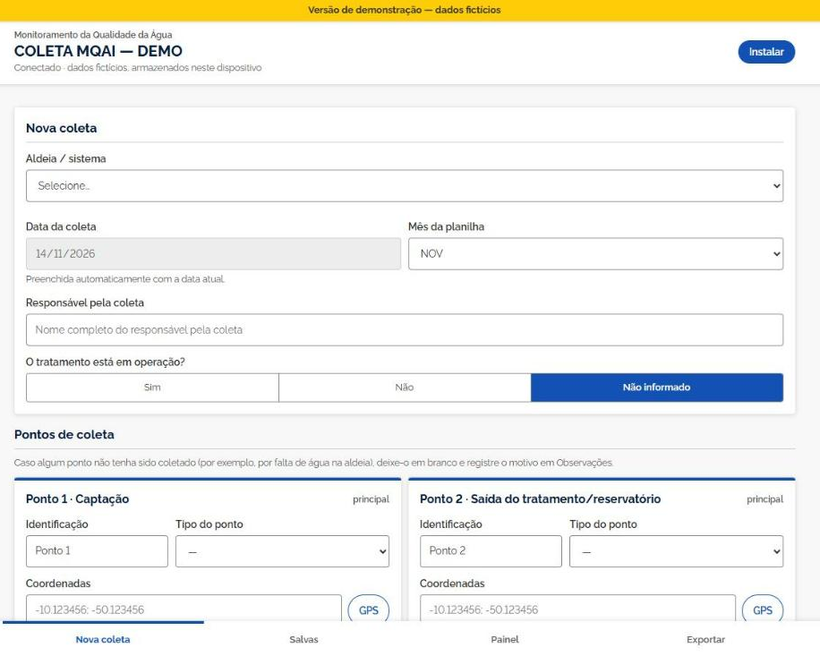 Versão de demonstração — dados fictícios
Monitoramento da Qualidade da Água
COLETA MQAI — DEMO
Conectado · dados fictícios, armazenados neste dispositivo
Instalar
Nova coleta
Aldeia / sistema
Selecione...
Data da coleta
Mês da planilha
14/11/2026
NOV
Preenchida automaticamente com a data atual.
Responsável pela coleta
Nome completo do responsável pela coleta
O tratamento está em operação?
Sim
Não
Não informado
Pontos de coleta
Caso algum ponto não tenha sido coletado (por exemplo, por falta de água na aldeia), deixe-o em branco e registre o motivo em Observações.
Ponto 1 · Captação
principal
Identificação
Tipo do ponto
Ponto 1
—
Coordenadas
-10.123456; -50.123456
GPS
Ponto 2 · Saída do tratamento/reservatório
principal
Identificação
Tipo do ponto
Ponto 2
—
Coordenadas
-10.123456; -50.123456
GPS
Nova coleta
Salvas
Painel
Exportar